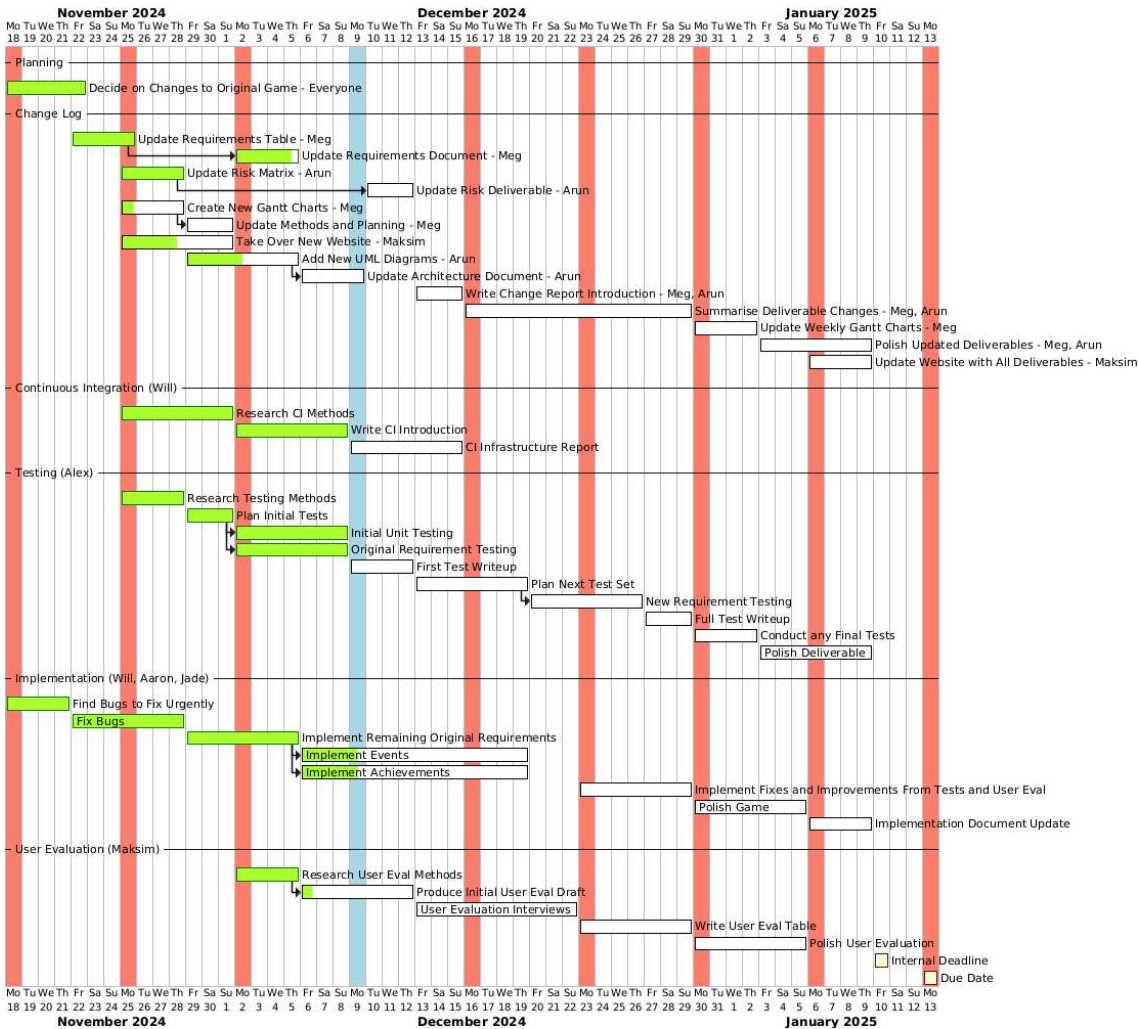 November 2024 December 2024 January 2025
Mo Tu We Th Fr Sa Su Mo Tu We Th Fr Sa Su Mo Tu We Th Fr Sa Su Mo Tu We Th Fr Sa Su Mo Tu We Th Fr Sa Su Mo Tu We Th Fr Sa Su Mo Tu We Th Fr Sa Su Mo Tu We Th Fr Sa Su Mo
18 19 20 21 22 23 24 25 26 27 28 29 30 1 2 3 4 5 6 7 8 9 10 11 12 13 14 15 16 17 18 19 20 21 22 23 24 25 26 27 28 29 30 31 1 2 3 4 5 6 7 8 9 10 11 12 13
Planning
Decide on Changes to Original Game - Everyone
Change Log
Update Requirements Table - Meg
Update Requirements Document - Meg
Update Risk Matrix - Arun
Update Risk Deliverable - Arun
Create New Gantt Charts - Meg
Update Methods and Planning - Meg
Take Over New Website - Maksim
Add New UML Diagrams - Arun
Update Architecture Document - Arun
Write Change Report Introduction - Meg, Arun
Summarise Deliverable Changes - Meg, Arun
Update Weekly Gantt Charts - Meg
Polish Updated Deliverables - Meg, Arun
Update Website with All Deliverables - Maksim
Continuous Integration (Will)
Research CI Methods
Write CI Introduction
CI Infrastructure Report
Testing (Alex)
Research Testing Methods
Plan Initial Tests
Initial Unit Testing
Original Requirement Testing
First Test Writeup
Plan Next Test Set
New Requirement Testing
Full Test Writeup
Conduct any Final Tests
Polish Deliverable
Implementation (Will, Aaron, Jade)
Find Bugs to Fix Urgently
Fix Bugs
Implement Remaining Original Requirements
Implement Events
Implement Achievements
Implement Fixes and Improvements From Tests and User Eval
Polish Game
Implementation Document Update
User Evaluation (Maksim)
Research User Eval Methods
Produce Initial User Eval Draft
User Evaluation Interviews
Write User Eval Table
Polish User Evaluation
Internal Deadline
Due Date
Mo Tu We Th Fr Sa Su Mo Tu We Th Fr Sa Su Mo Tu We Th Fr Sa Su Mo Tu We Th Fr Sa Su Mo Tu We Th Fr Sa Su Mo Tu We Th Fr Sa Su Mo Tu We Th Fr Sa Su Mo Tu We Th Fr Sa Su Mo
18 19 20 21 22 23 24 25 26 27 28 29 30 1 2 3 4 5 6 7 8 9 10 11 12 13 14 15 16 17 18 19 20 21 22 23 24 25 26 27 28 29 30 31 1 2 3 4 5 6 7 8 9 10 11 12 13
November 2024 December 2024 January 2025